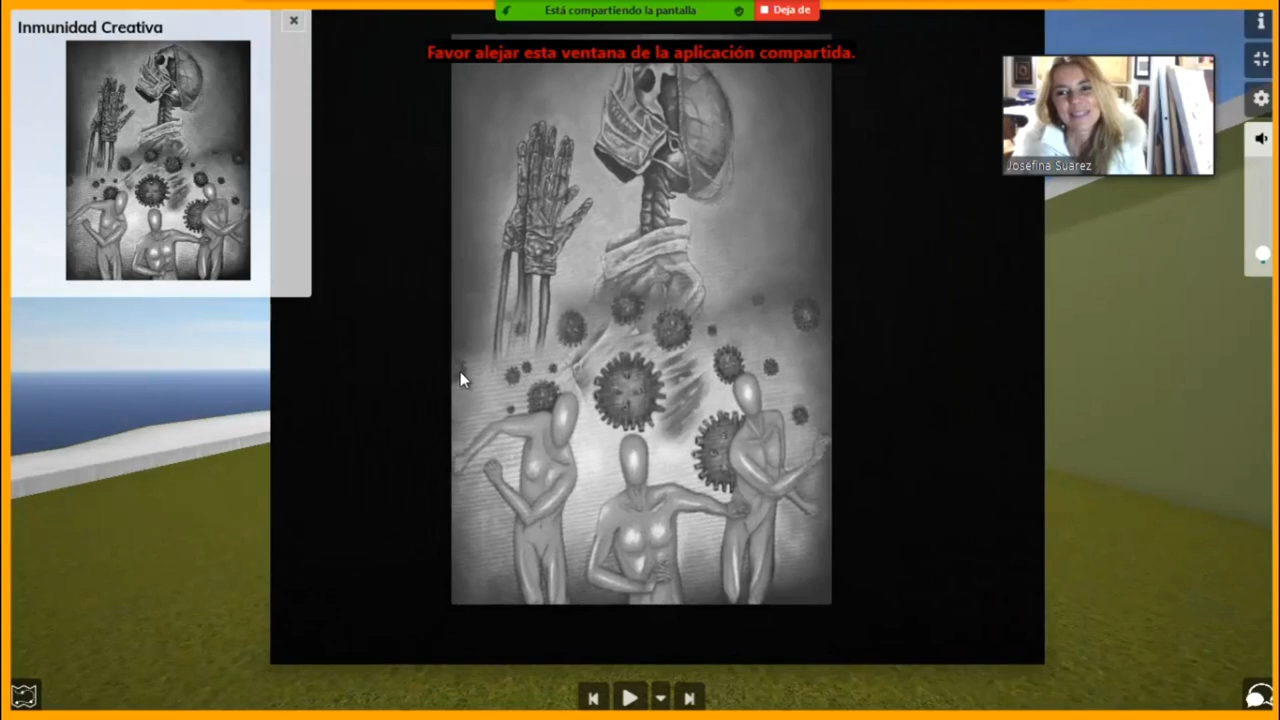 Está compartiendo la pantalla
Deja de
Inmunidad Creativa
Favor alejar esta ventana de la aplicación compartida.
Josefina Suarez